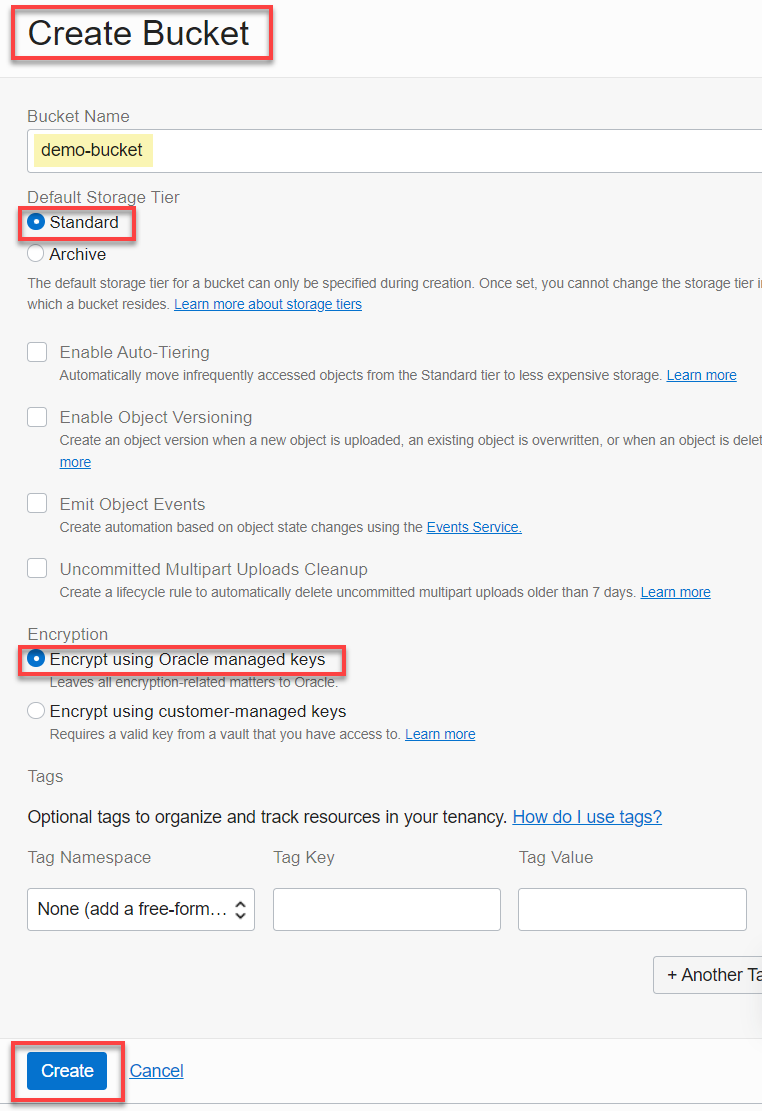 Create Bucket
Bucket Name
demo-bucket
Default Storage Tier
Standard
Archive
The default storage tier for a bucket can only be specified during creation. Once set, you cannot change the storage tier
which a bucket resides. Learn more about storage tiers
Enable Auto-Tiering
Automatically move infrequently accessed objects from the Standard tier to less expensive storage. Learn more
Enable Object Versioning
Create an object version when a new object is uploaded, an existing object is overwritten, or when an object is
more
Emit Object Events
Create automation based on object state changes using the Events Service.
Uncommitted Multipart Uploads Cleanup
Create a lifecycle rule to automatically delete uncommitted multipart uploads older than 7 days. Learn more
Encryption
Encrypt using Oracle managed keys
Leaves all encryption-related matters to Oracle.
Encrypt using customer-managed keys
Requires a valid key from a vault that you have access to. Learn more
Tags
Optional tags to organize and track resources in your tenancy. How do I use tags?
Tag Namespace Tag Key Tag Value
None (add a free-form…
+ Another
Create Cancel